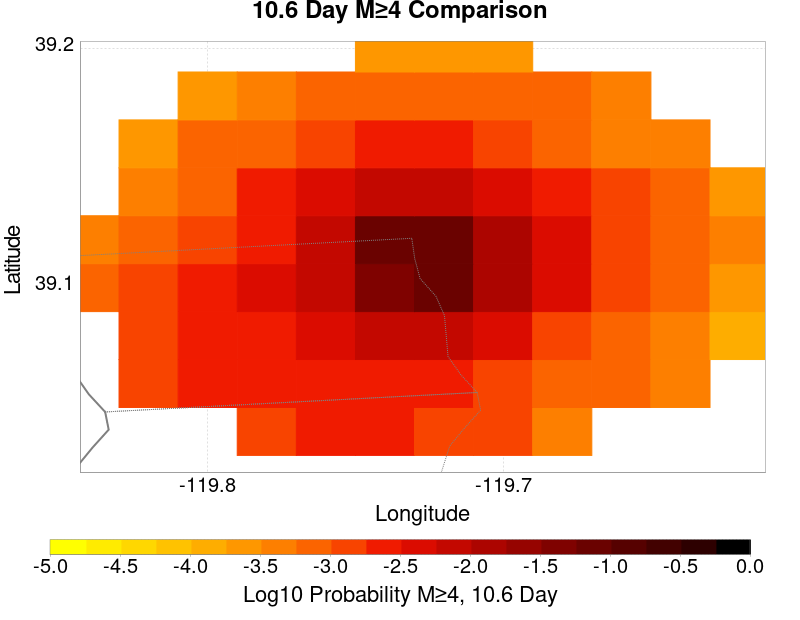 10.6 Day M≥4 Comparison
39.2
39.1
Latitude
-119.8 -119.7
Longitude
-5.0 -4.5 -4.0 -3.5 -3.0 -2.5 -2.0 -1.5 -1.0 -0.5 0.0
Log10 Probability M≥4, 10.6 Day